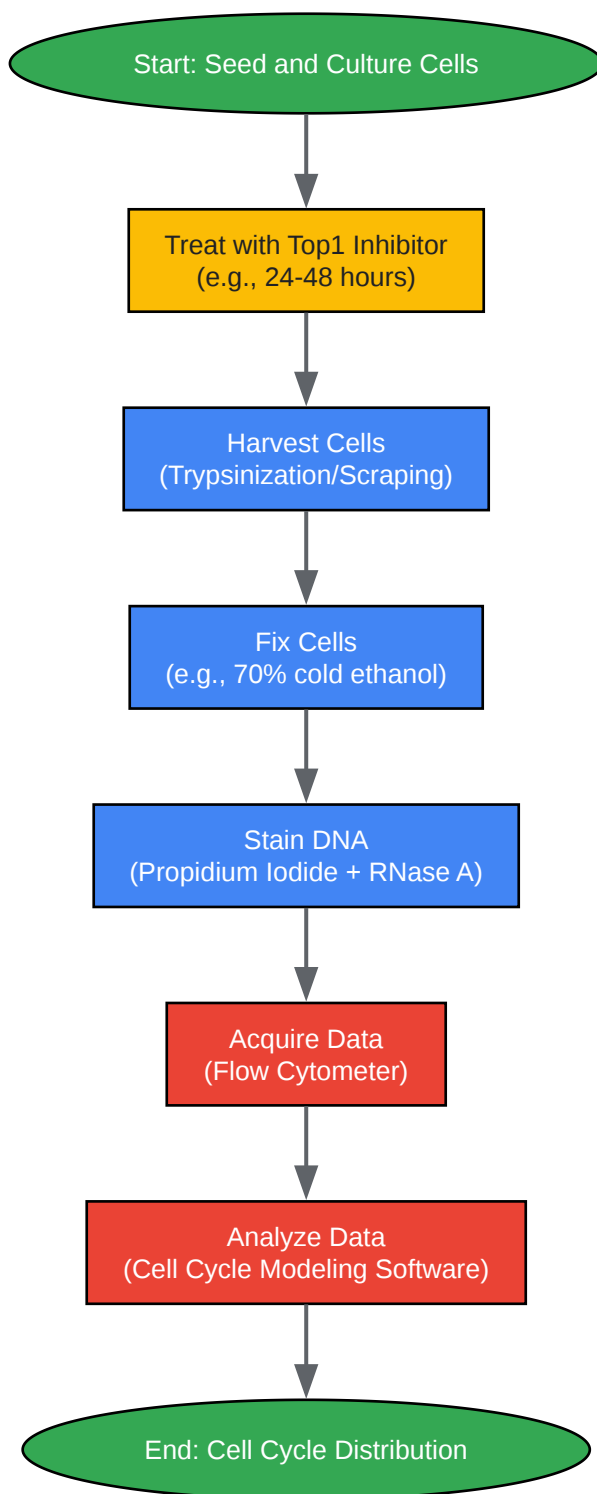 Start: Seed and Culture Cells
Treat with Top1 Inhibitor
(e.g., 24-48 hours)
Harvest Cells
(Trypsinization/Scraping)
Fix Cells
(e.g., 70% cold ethanol)
Stain DNA
(Propidium Iodide + RNase A)
Acquire Data
(Flow Cytometer)
Analyze Data
(Cell Cycle Modeling Software)
End: Cell Cycle Distribution